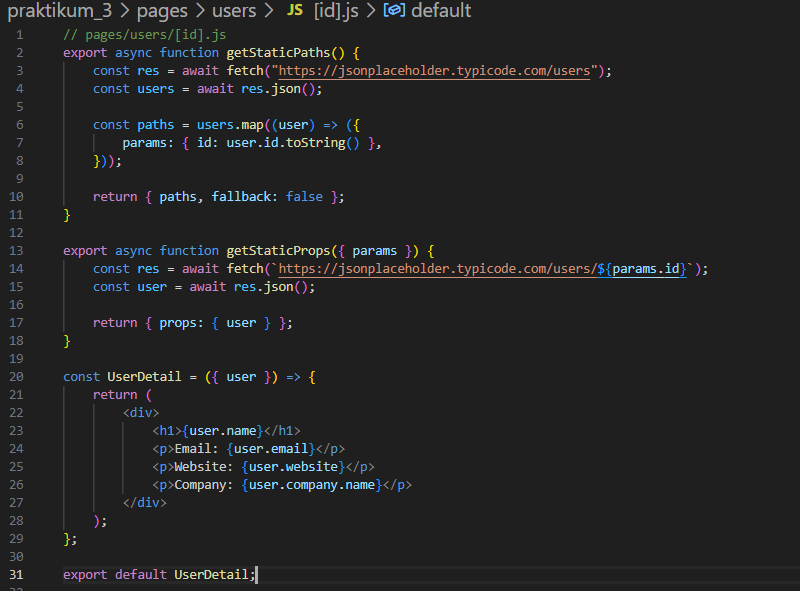 praktikum_3 > pages > users > JS [id].js > default
1 // pages/users/[id].js
2 export async function getStaticPaths() {
3     const res = await fetch("https://jsonplaceholder.typicode.com/users");
4     const users = await res.json();
5
6     const paths = users.map((user) => ({
7         params: { id: user.id.toString() },
8     }));
9
10     return { paths, fallback: false };
11 }
12
13 export async function getStaticProps({ params }) {
14     const res = await fetch(`https://jsonplaceholder.typicode.com/users/${params.id}`);
15     const user = await res.json();
16
17     return { props: { user } };
18 }
19
20 const UserDetail = ({ user }) => {
21     return (
22         <div>
23             <h1>{user.name}</h1>
24             <p>Email: {user.email}</p>
25             <p>Website: {user.website}</p>
26             <p>Company: {user.company.name}</p>
27         </div>
28     );
29 };
30
31 export default UserDetail;
32